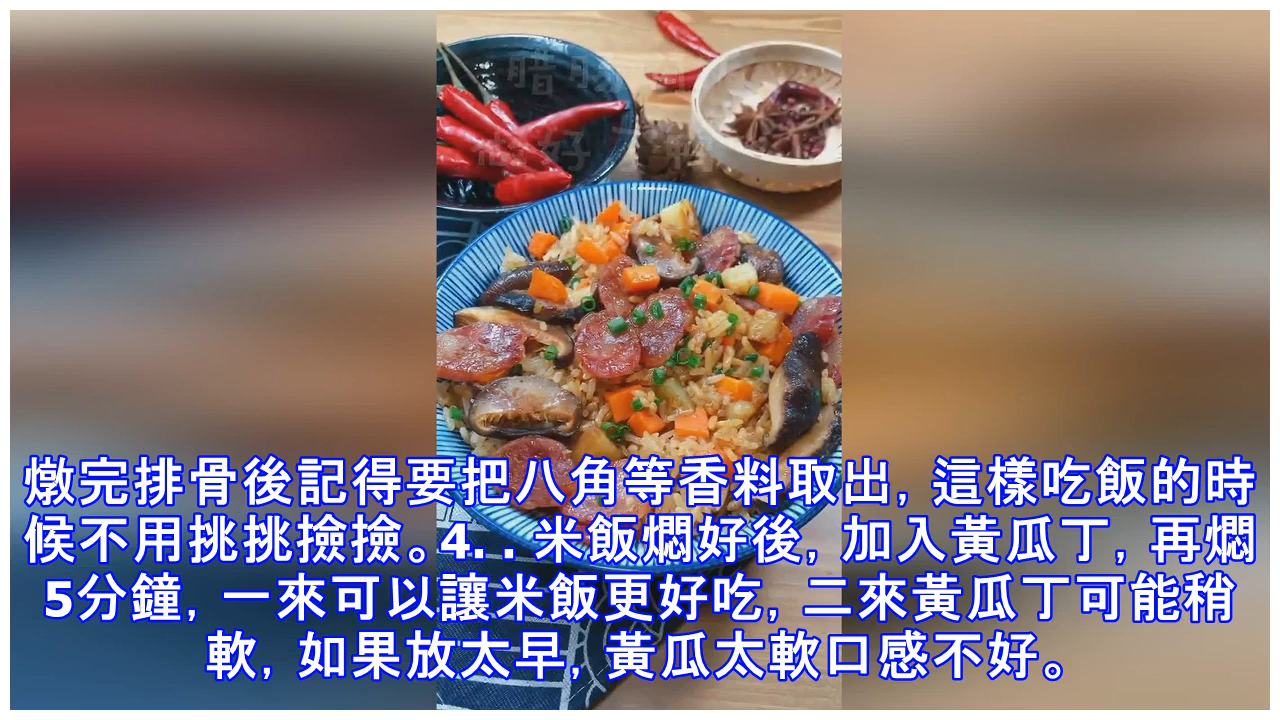 燉完排骨後記得要把八角等香料取出, 這樣吃飯的時
候不用挑挑撿撿。4. . 米飯燜好後, 加入黃瓜丁, 再燜
5分鐘, 一來可以讓米飯更好吃, 二來黃瓜丁可能稍
軟, 如果放太早, 黃瓜太軟口感不好。